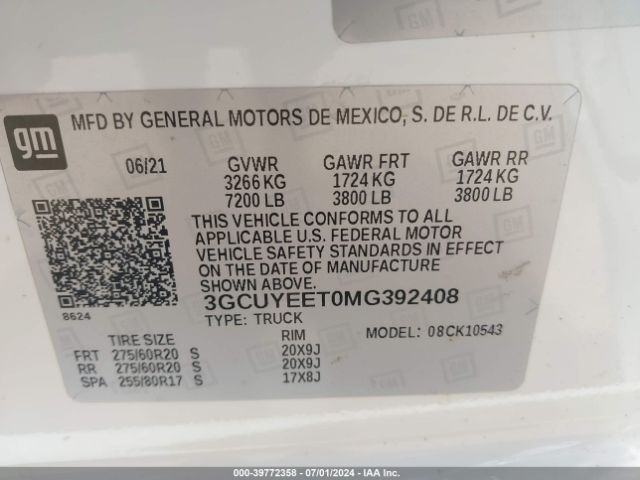 GM
gm
MFD BY GENERAL MOTORS DE MEXICO, S. DE R.L. DE C.V.
06/21 GVWR GAWR FRT GAWR RR
3266 KG 1724 KG 1724 KG
7200 LB 3800 LB 3800 LB
THIS VEHICLE CONFORMS TO ALL
APPLICABLE U.S. FEDERAL MOTOR
VEHICLE SAFETY STANDARDS IN EFFECT
ON THE DATE OF MANUFACTURE
SHOWN ABOVE.
8624
3GCUYEET0MG392408
TYPE: TRUCK MODEL: 08CK10543
TIRE SIZE RIM
FRT 275/60R20 S 20X9J
RR 275/60R20 S 20X9J
SPA 255/80R17 S 17X8J
000-39772358 - 07/01/2024 - IAAI.com